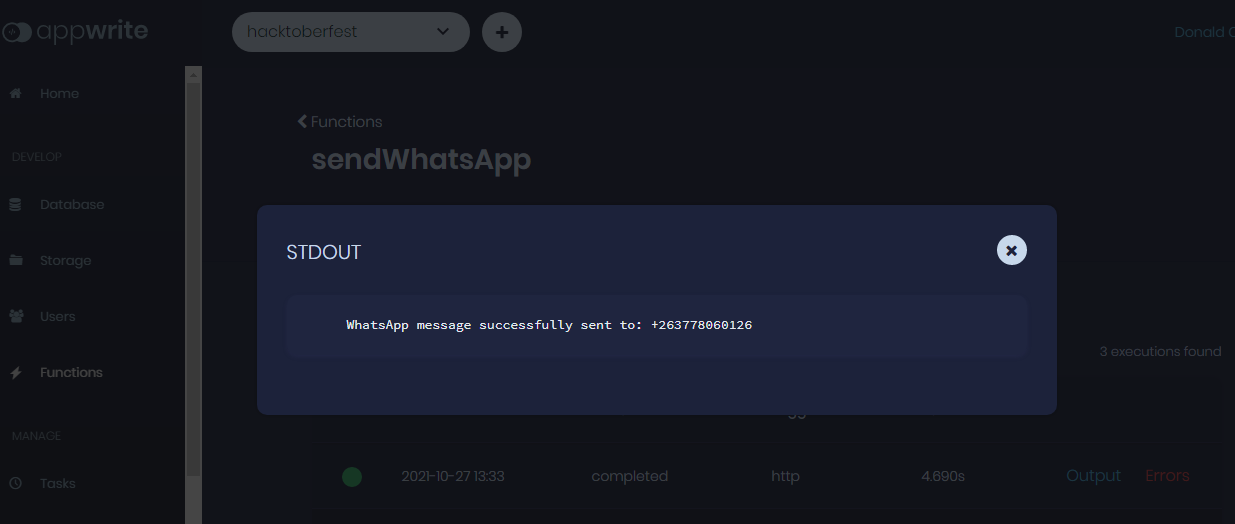 appwrite
hacktoberfest
Donald
Home
Functions
DEVELOP
sendWhatsApp
Database
STDOUT
Storage
WhatsApp message successfully sent to: +263778060126
Users
3 executions found
Functions
MANAGE
2021-10-27 13:33 completed http 4.690s Output Errors
Tasks